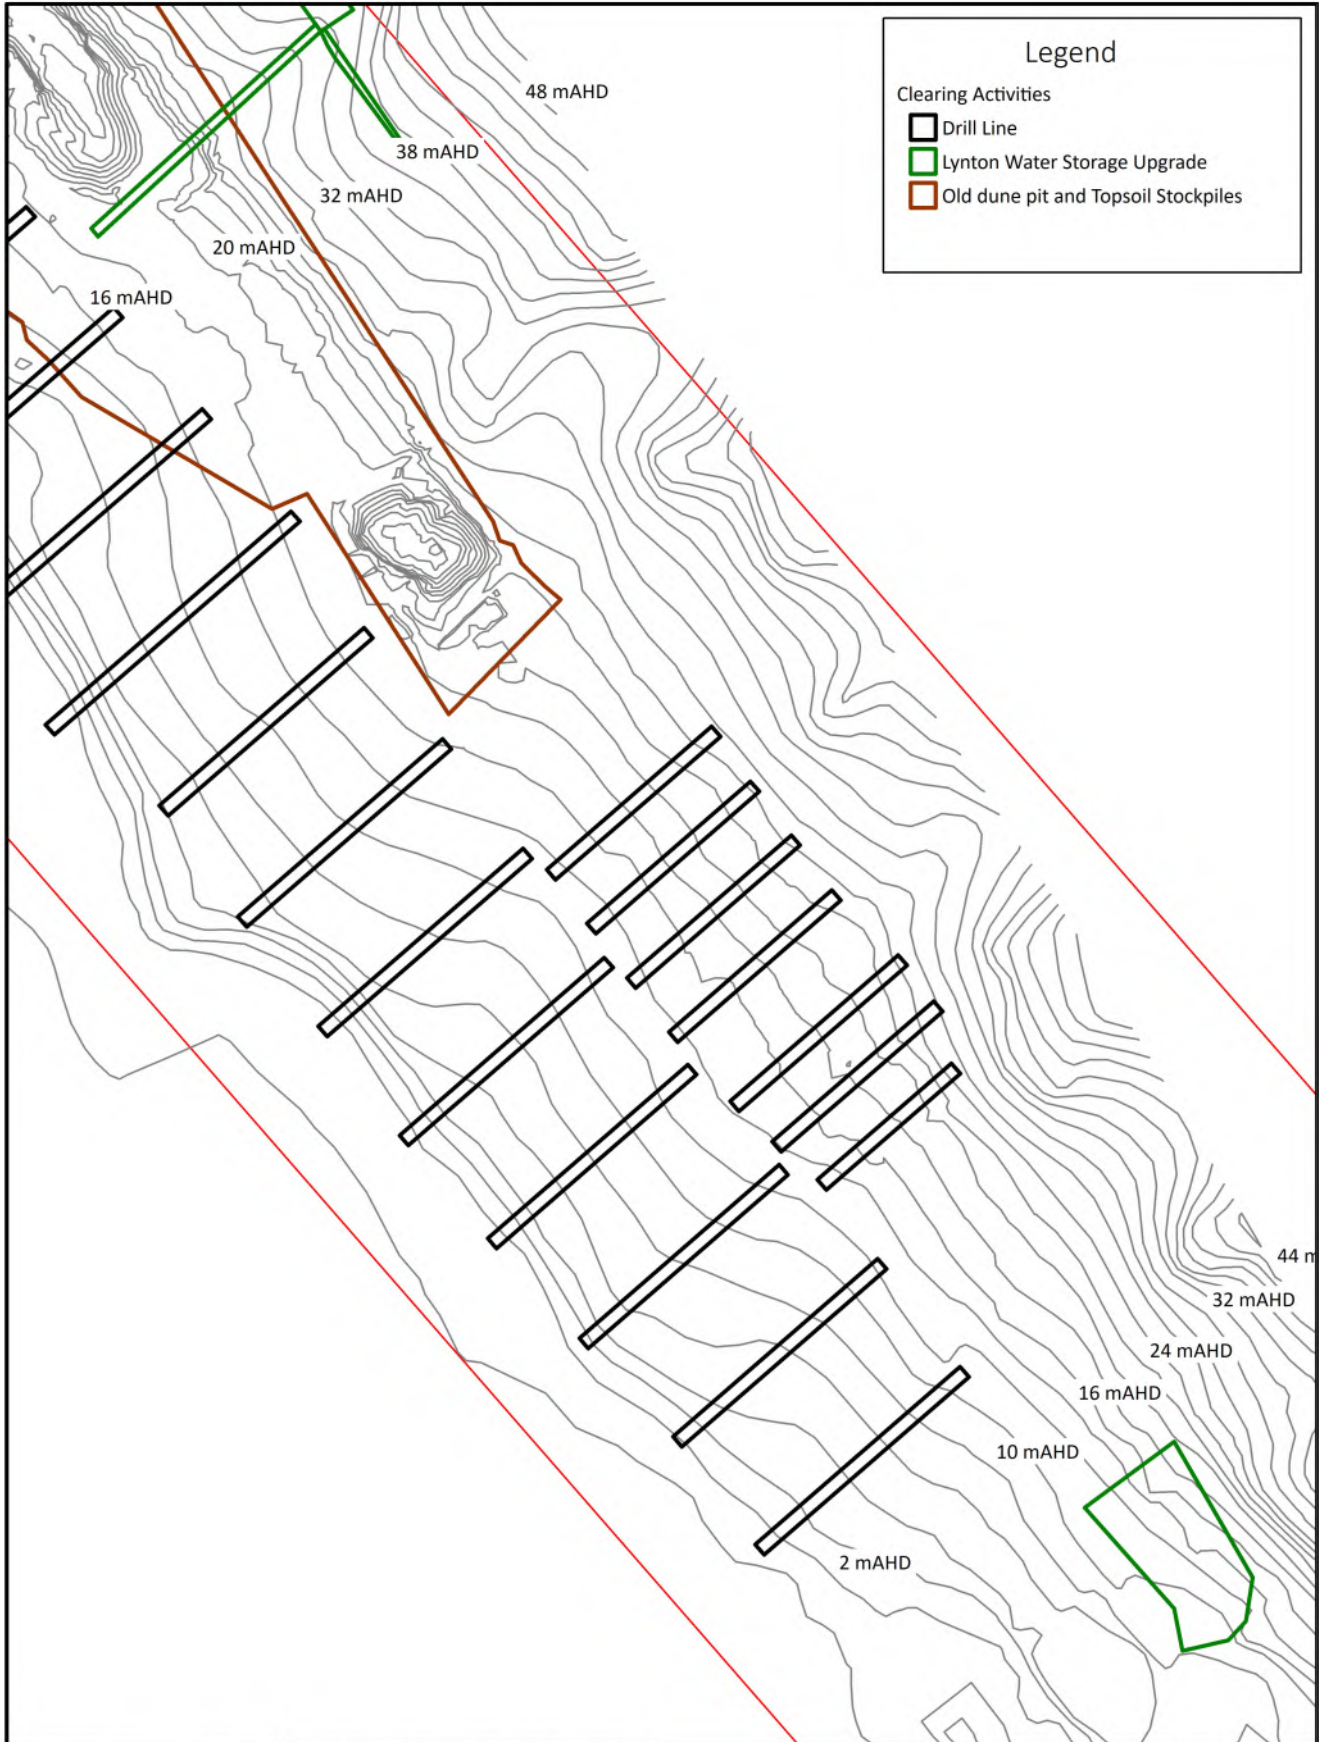 Legend
Clearing Activities
Drill Line
Lynton Water Storage Upgrade
Old dune pit and Topsoil Stockpiles
48 mAHD
38 mAHD
32 mAHD
20 mAHD
16 mAHD
44 m
32 mAHD
24 mAHD
16 mAHD
10 mAHD
2 mAHD